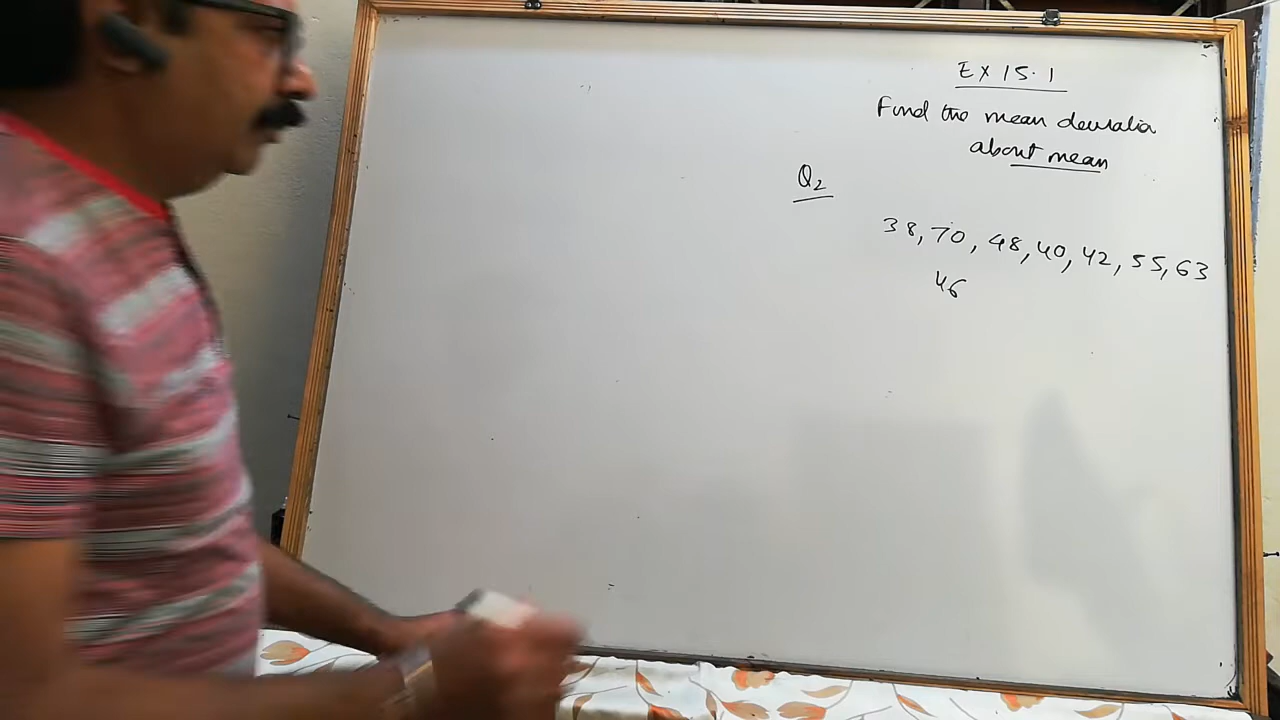 Ex 15.1
Find the mean deviation
about mean
Q2
38, 70, 48, 40, 42, 55, 63
46